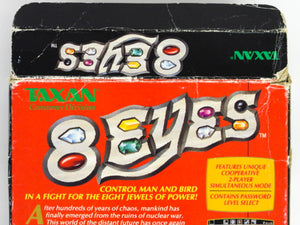 8 EYES
TM
TAXAN
TAXAN
Consumer Division
8 EYES
TM
CONTROL MAN AND BIRD
IN A FIGHT FOR THE EIGHT JEWELS OF POWER!
FEATURES UNIQUE
COOPERATIVE
2-PLAYER
SIMULTANEOUS MODE
CONTAINS PASSWORD
LEVEL SELECT
After hundreds of years of chaos, mankind has
finally emerged from the ruins of nuclear war.
This world of the distant future has once again